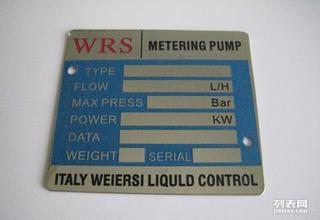 WRS METERING PUMP
TYPE
FLOW L/H
MAX PRESS Bar
POWER KW
DATA
WEIGHT SERIAL
ITALY WEIERSI LIQULD CONTROL
列表网